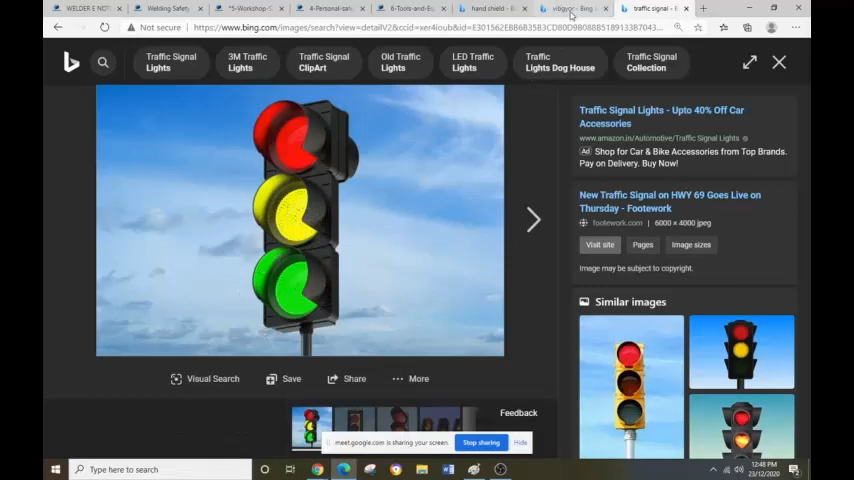 WELDER E NOT
Welding Safety
"5-Workshop-S
4-Personal-safe
6-Tools-and-Eq
hand shield - Bi
vibgyor - Bing
traffic signal -
Not secure
https://www.bing.com/images/search?view=detailV2&ccid=xer4ioub&id=E301562EBB6B35B3CD80D9B088B5189133B7043...
Traffic Signal Lights
3M Traffic Lights
Traffic Signal ClipArt
Old Traffic Lights
LED Traffic Lights
Traffic Lights Dog House
Traffic Signal Collection
Traffic Signal Lights - Upto 40% Off Car
Accessories
www.amazon.in/Automotive/Traffic Signal Lights
Ad Shop for Car & Bike Accessories from Top Brands.
Pay on Delivery. Buy Now!
New Traffic Signal on HWY 69 Goes Live on
Thursday - Footework
footework.com | 6000 × 4000 jpeg
Visit site
Pages
Image sizes
Image may be subject to copyright.
Similar images
Visual Search
Save
Share
More
Feedback
meet.google.com is sharing your screen.
Stop sharing
Hide
Type here to search
12:48 PM
23/12/2020